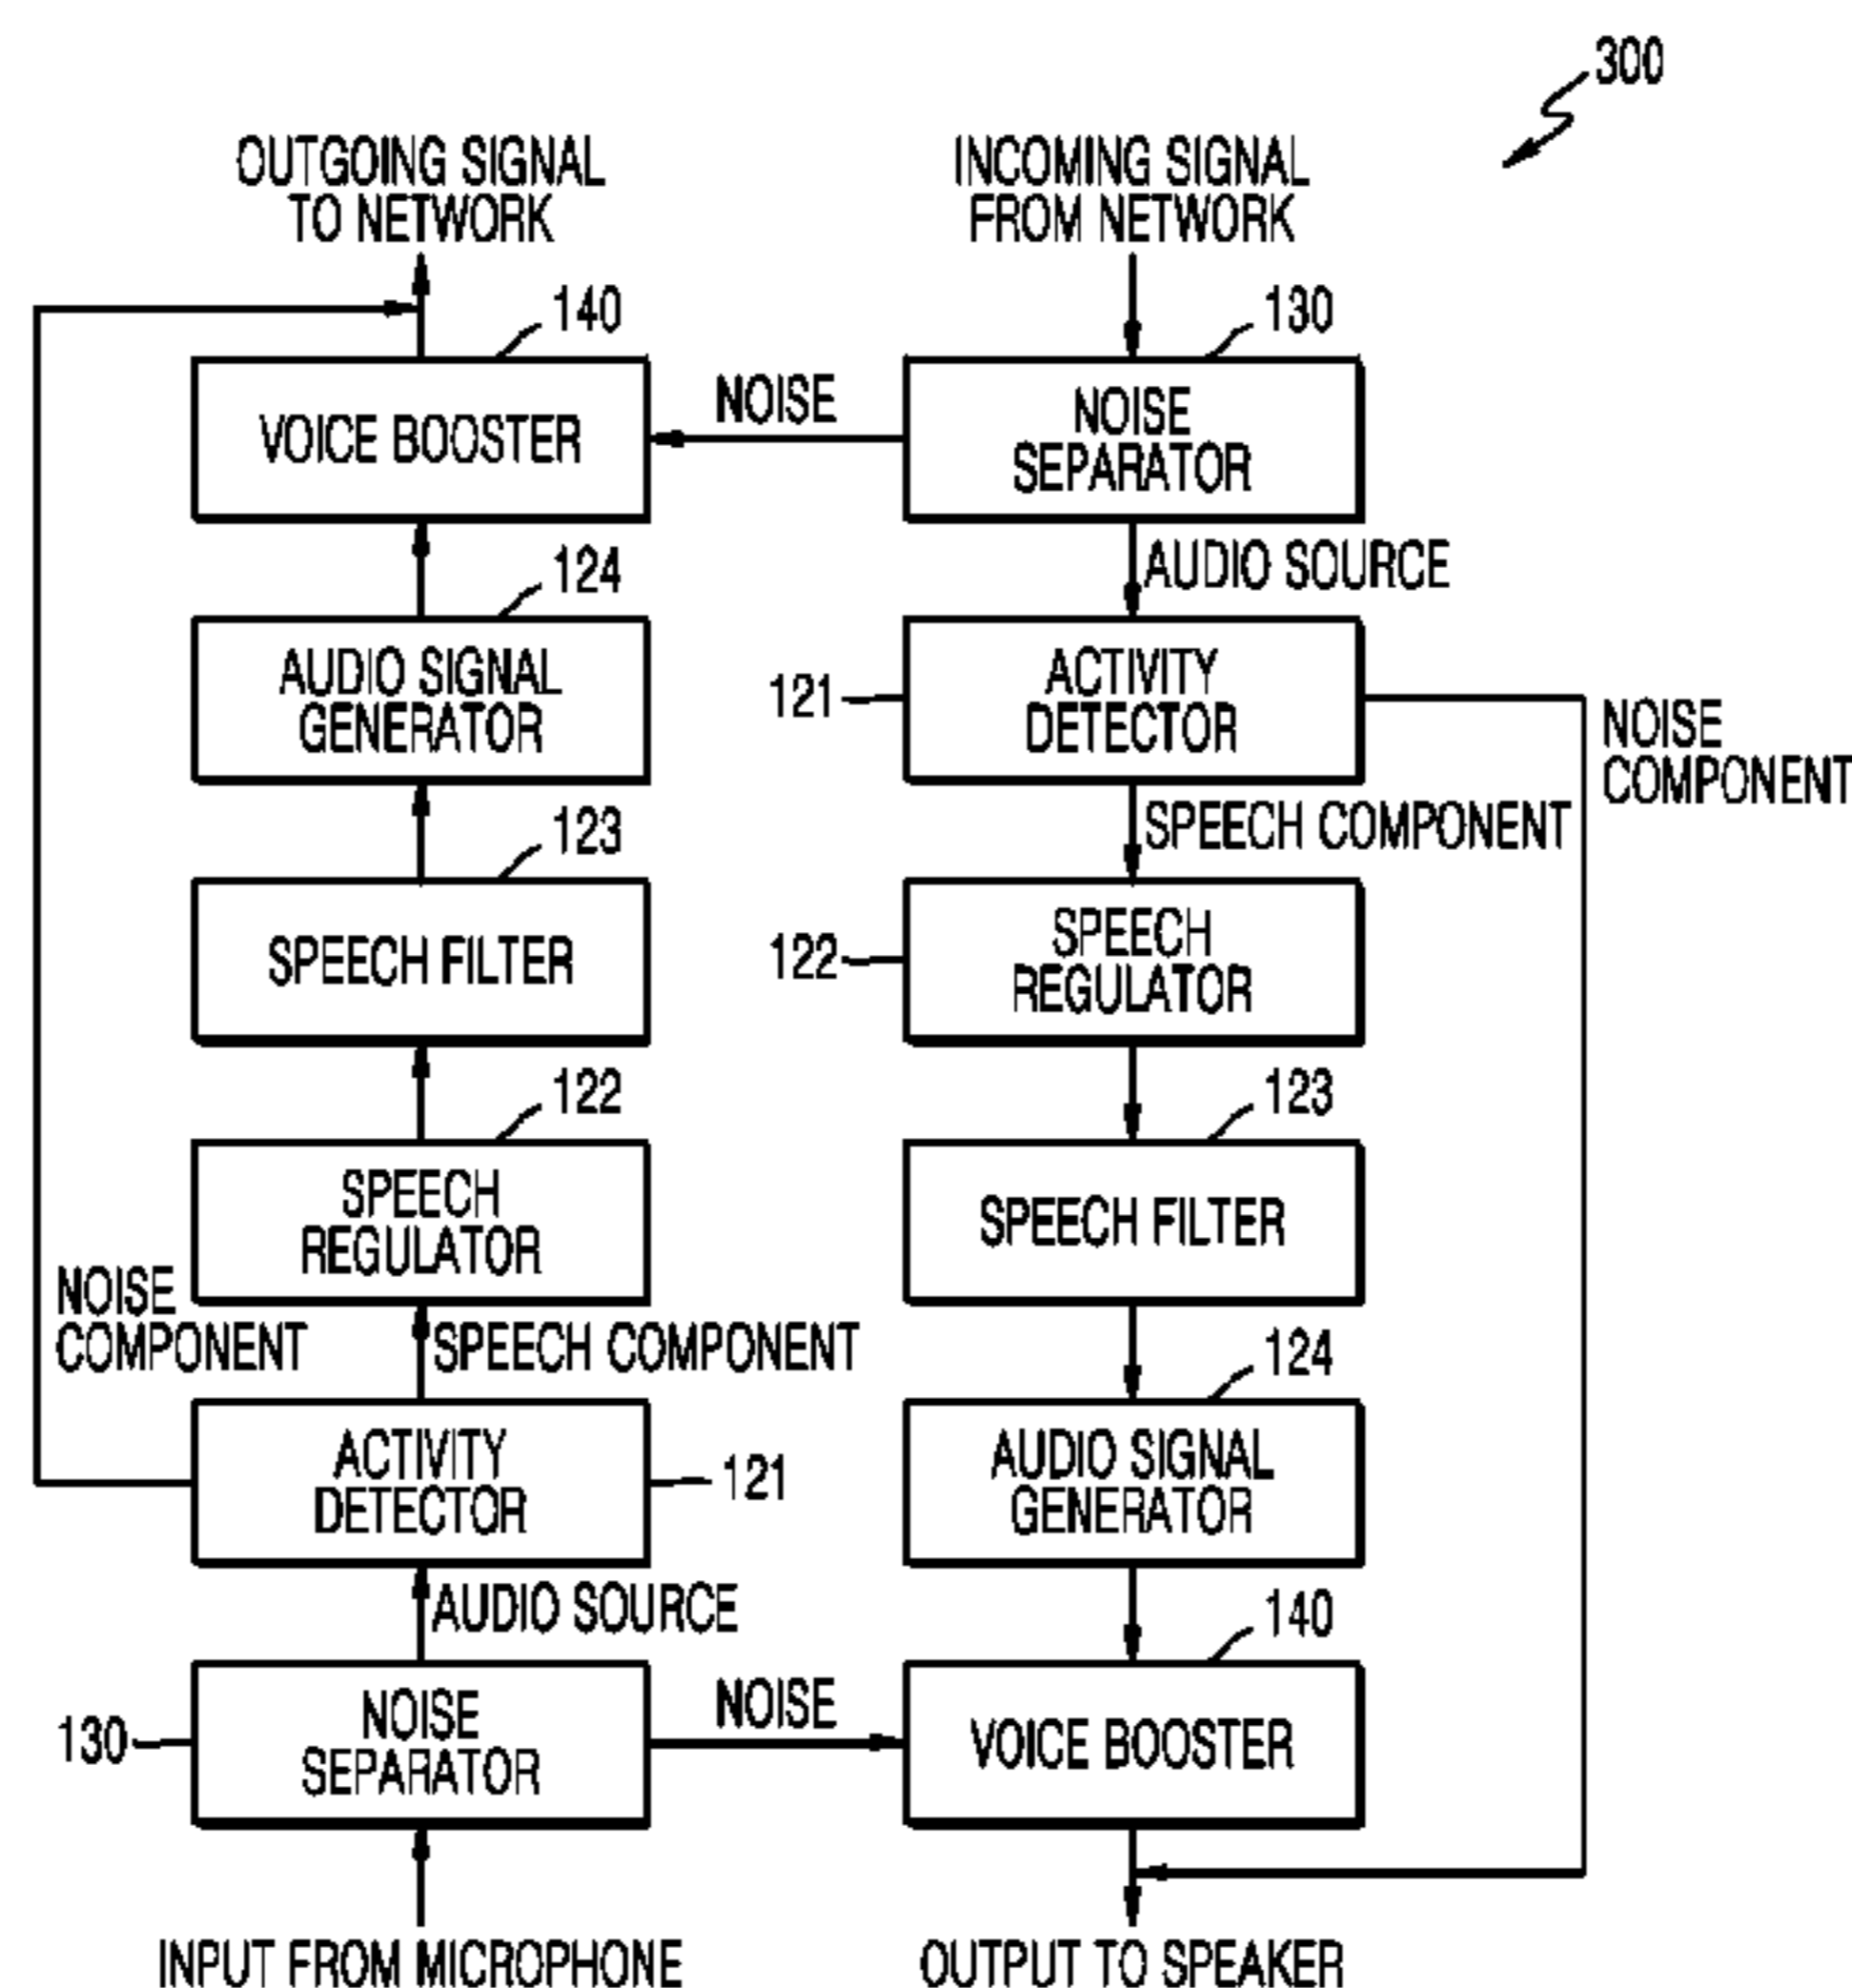 300
OUTGOING SIGNAL
TO NETWORK
INCOMING SIGNAL
FROM NETWORK
140
130
VOICE BOOSTER
NOISE
NOISE
SEPARATOR
AUDIO SOURCE
124
AUDIO SIGNAL
GENERATOR
121
ACTIVITY
DETECTOR
NOISE
COMPONENT
SPEECH COMPONENT
123
SPEECH FILTER
122
SPEECH
REGULATOR
122
123
SPEECH
REGULATOR
SPEECH FILTER
NOISE
COMPONENT
SPEECH COMPONENT
124
ACTIVITY
DETECTOR
121
AUDIO SIGNAL
GENERATOR
AUDIO SOURCE
140
130
NOISE
SEPARATOR
NOISE
VOICE BOOSTER
INPUT FROM MICROPHONE
OUTPUT TO SPEAKER